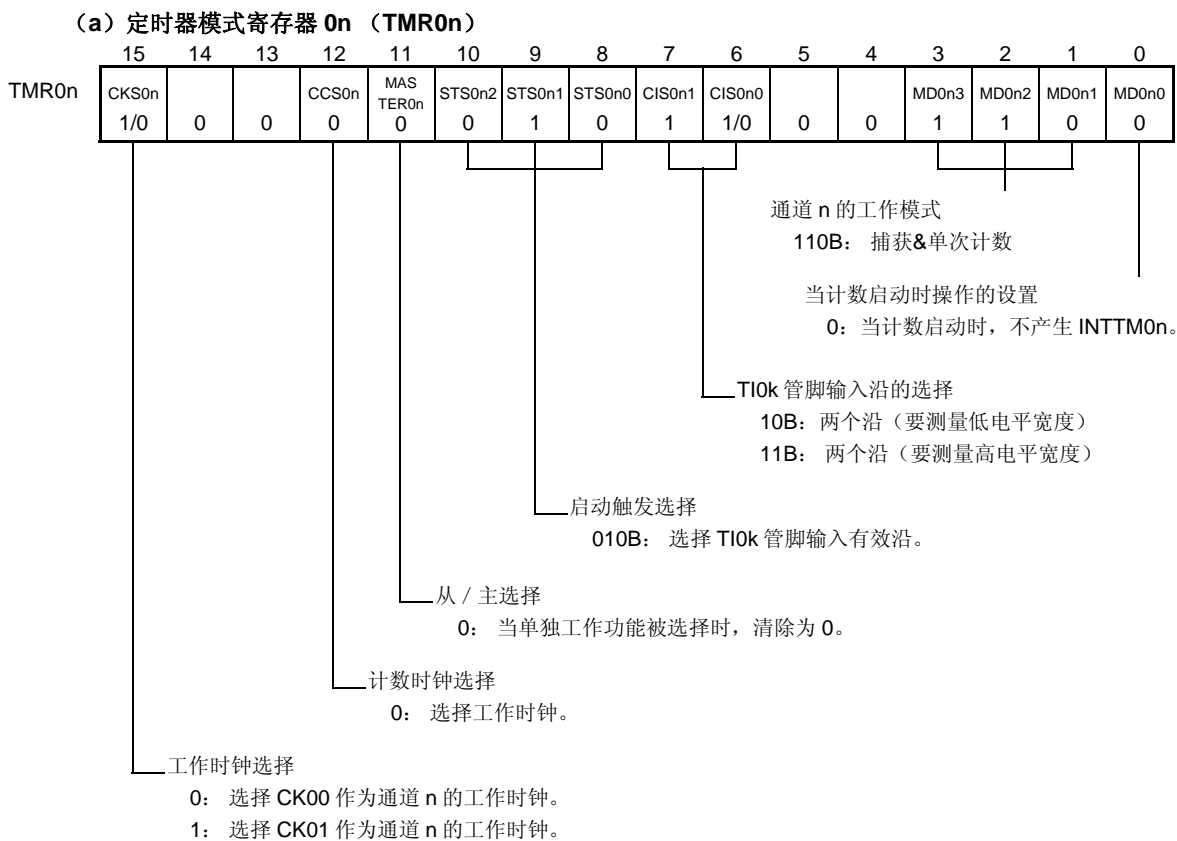 （a）定时器模式寄存器 0n （TMR0n）
15 14 13 12 11 10 9 8 7 6 5 4 3 2 1 0
TMR0n CKS0n CCS0n MAS TER0n STS0n2 STS0n1 STS0n0 CIS0n1 CIS0n0 MD0n3 MD0n2 MD0n1 MD0n0
1/0 0 0 0 0 0 1 0 1 1/0 0 0 1 1 0 0
通道 n 的工作模式
110B： 捕获&单次计数
当计数启动时操作的设置
0：当计数启动时，不产生 INTTM0n。
TI0k 管脚输入沿的选择
10B：两个沿（要测量低电平宽度）
11B： 两个沿（要测量高电平宽度）
启动触发选择
010B： 选择 TI0k 管脚输入有效沿。
从 / 主选择
0： 当单独工作功能被选择时，清除为 0。
计数时钟选择
0： 选择工作时钟。
工作时钟选择
0： 选择 CK00 作为通道 n 的工作时钟。
1： 选择 CK01 作为通道 n 的工作时钟。